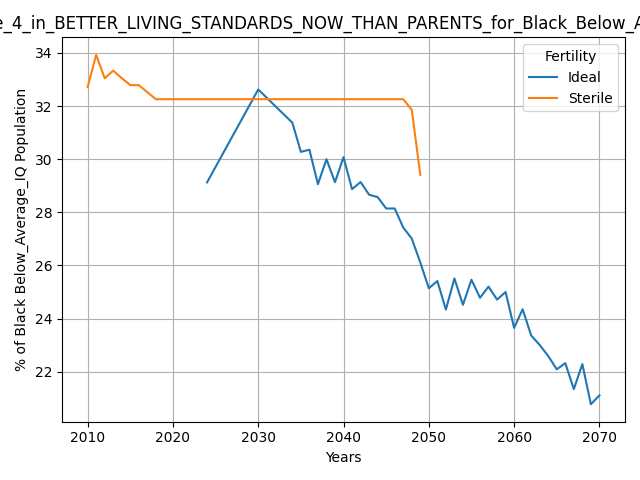 e_4_in_BETTER_LIVING_STANDARDS_NOW_THAN_PARENTS_for_Black_Below_A
34
32
30
28
26
24
22
% of Black Below_Average_IQ Population
Fertility
Ideal
Sterile
2010 2020 2030 2040 2050 2060 2070
Years